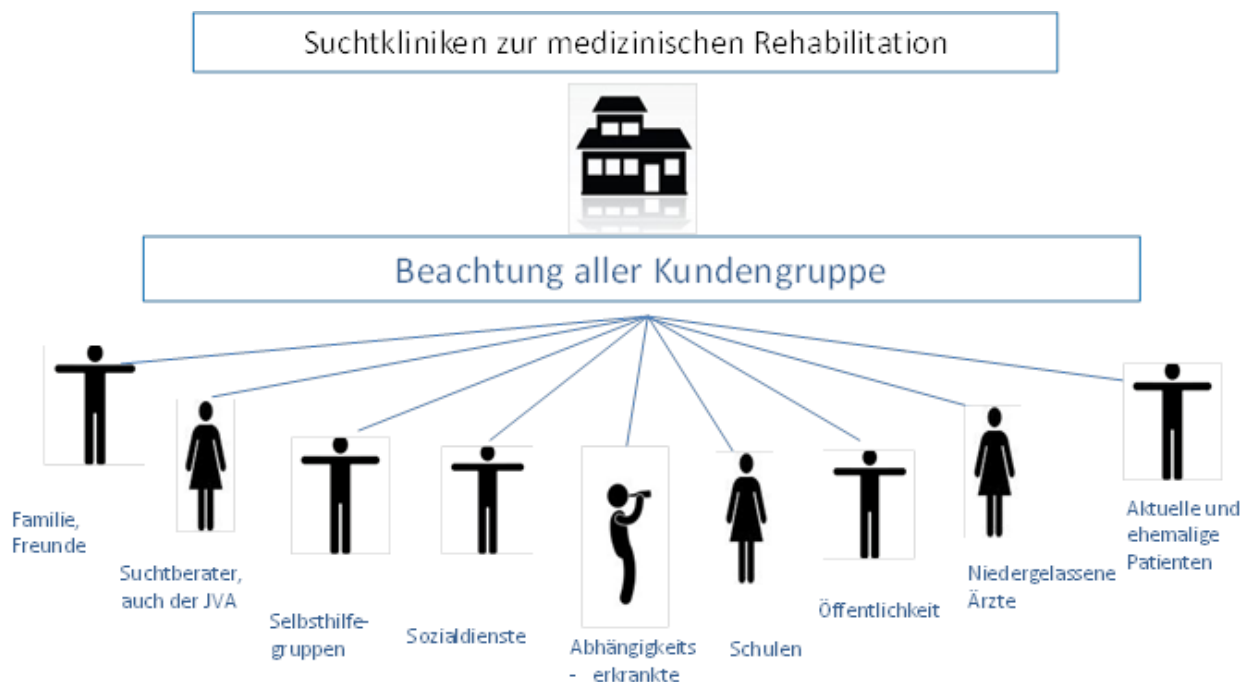 Suchtkliniken zur medizinischen Rehabilitation
Beachtung aller Kundengruppe
Familie,
Freunde
Suchtberater,
auch der JVA
Selbsthilfe-
gruppen
Sozialdienste
Abhängigkeits
- erkrankte
Schulen
Öffentlichkeit
Niedergelassene
Ärzte
Aktuelle und
ehemalige
Patienten